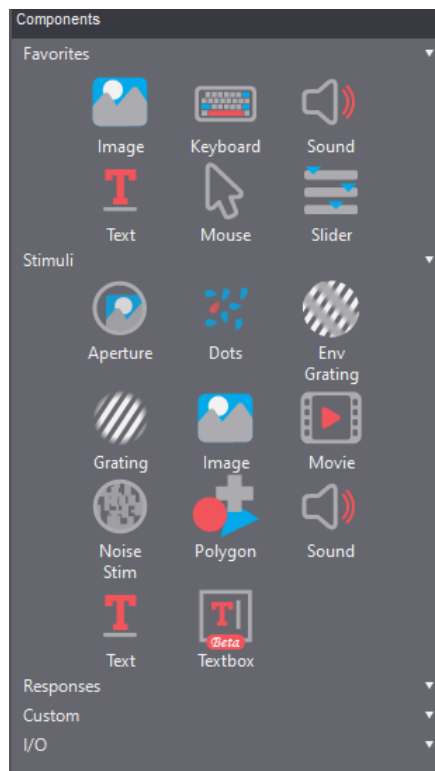 Components
Favorites
Image Keyboard Sound
Text Mouse Slider
Stimuli
Aperture Dots Env
Grating
Grating Image Movie
Noise Polygon Sound
Stim
Beta
Text Textbox
Responses
Custom
I/O